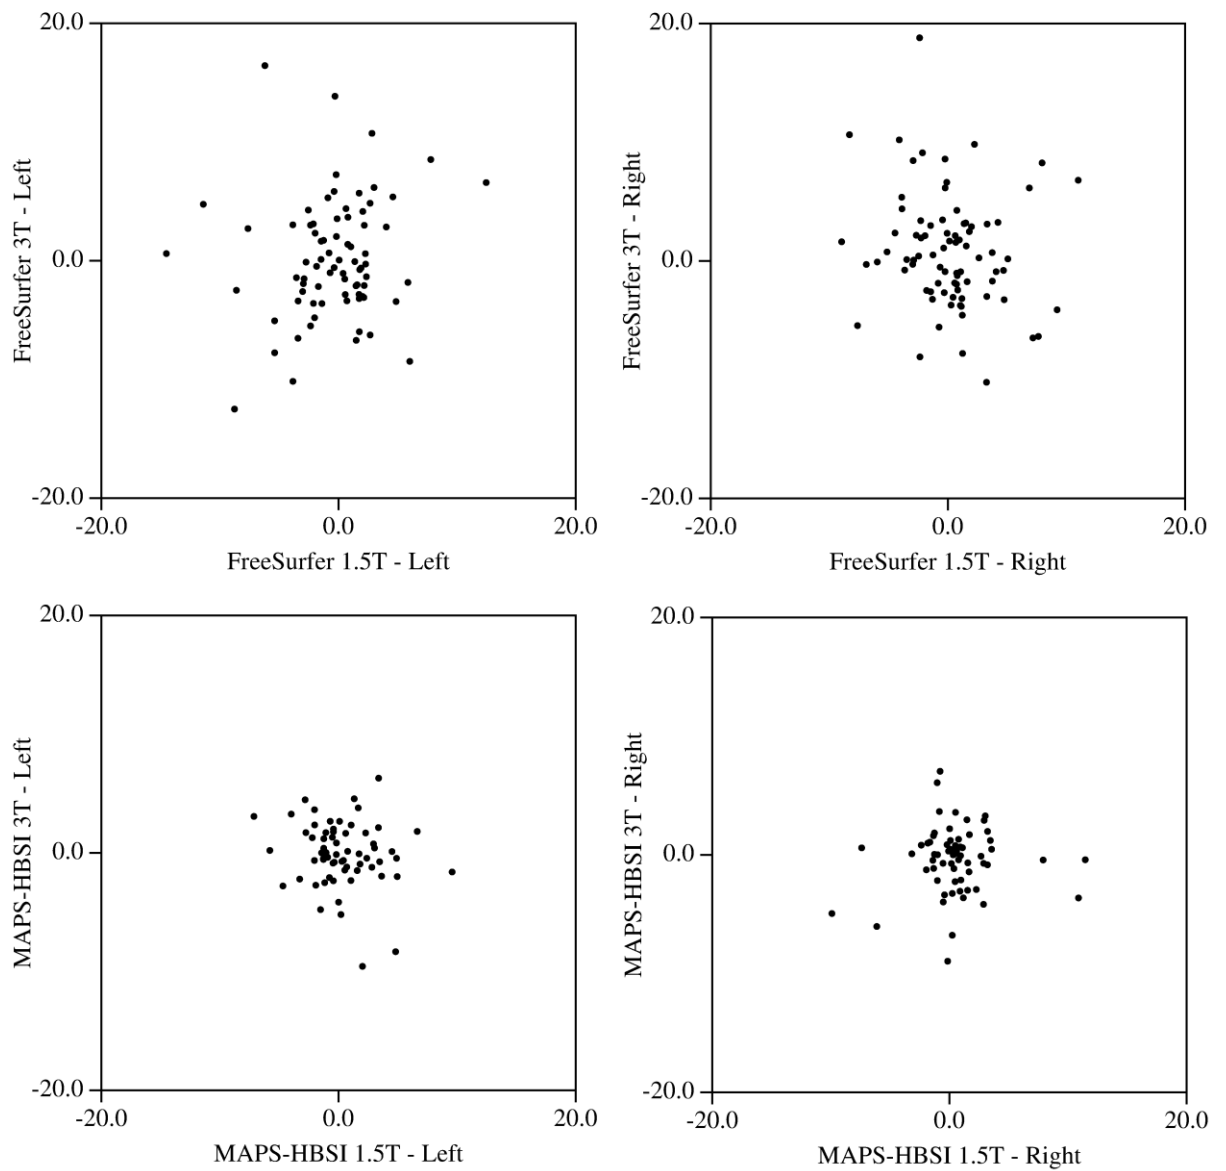 20.0
FreeSurfer 3T - Left
0.0
-20.0
-20.0 0.0 20.0
FreeSurfer 1.5T - Left
20.0
FreeSurfer 3T - Right
0.0
-20.0
-20.0 0.0 20.0
FreeSurfer 1.5T - Right
20.0
MAPS-HBSI 3T - Left
0.0
-20.0
-20.0 0.0 20.0
MAPS-HBSI 1.5T - Left
20.0
MAPS-HBSI 3T - Right
0.0
-20.0
-20.0 0.0 20.0
MAPS-HBSI 1.5T - Right